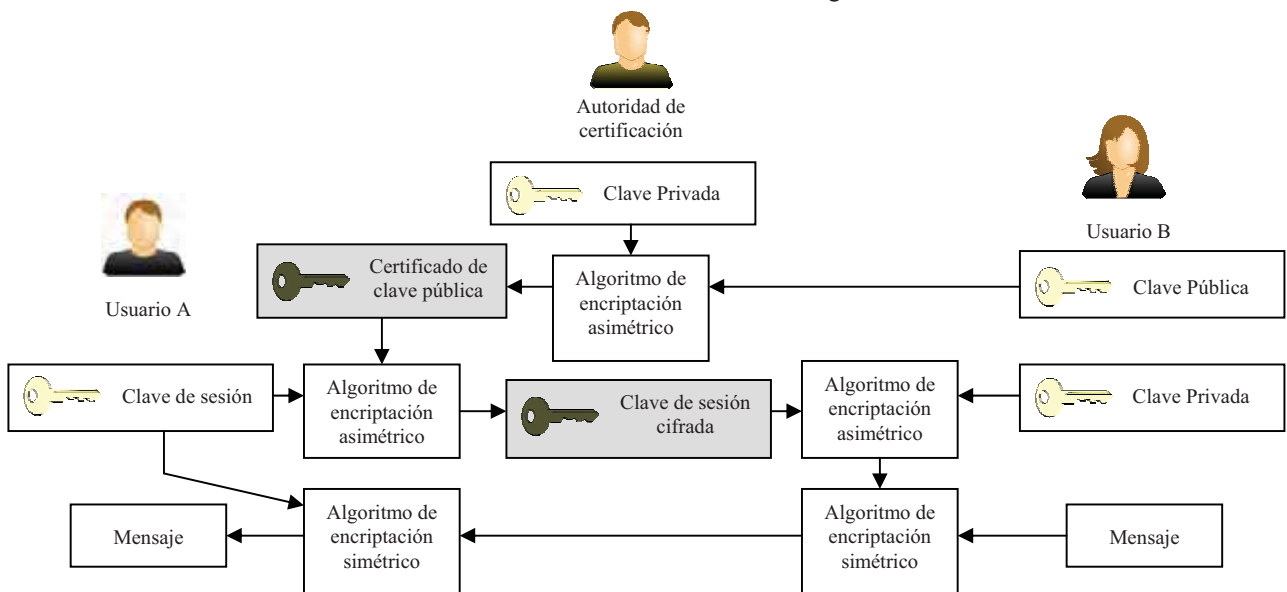 Autoridad de
certificación
Clave Privada
Usuario B
Usuario A
Certificado de
clave pública
Algoritmo de
encriptación
asimétrico
Clave Pública
Clave de sesión
Algoritmo de
encriptación
asimétrico
Clave de sesión
cifrada
Algoritmo de
encriptación
asimétrico
Clave Privada
Mensaje
Algoritmo de
encriptación
simétrico
Algoritmo de
encriptación
simétrico
Mensaje